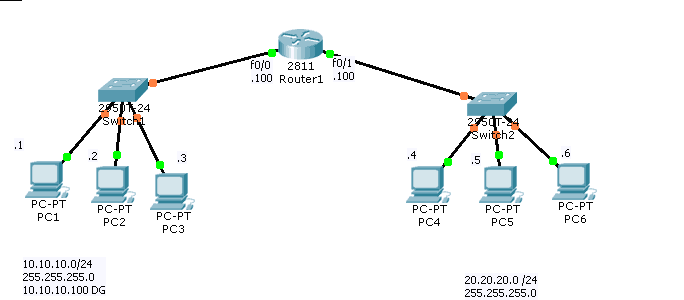 2811
Router1
f0/0
.100
f0/1
.100
2950T-24
Switch1
2950T-24
Switch2
.1
.2
.3
.4
.5
.6
PC-PT
PC1
PC-PT
PC2
PC-PT
PC3
PC-PT
PC4
PC-PT
PC5
PC-PT
PC6
10.10.10.0/24
255.255.255.0
10.10.10.100 DG
20.20.20.0 /24
255.255.255.0